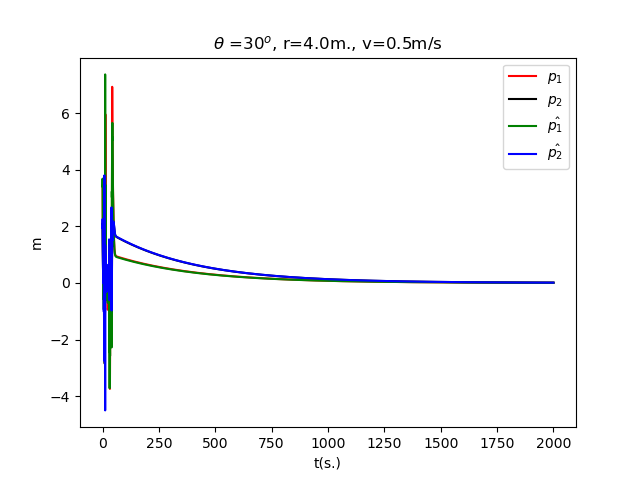 θ =30°, r=4.0m., v=0.5m/s
p₁
p₂
p̂₁
p̂₂
6
4
2
0
−2
−4
m
0 250 500 750 1000 1250 1500 1750 2000
t(s.)